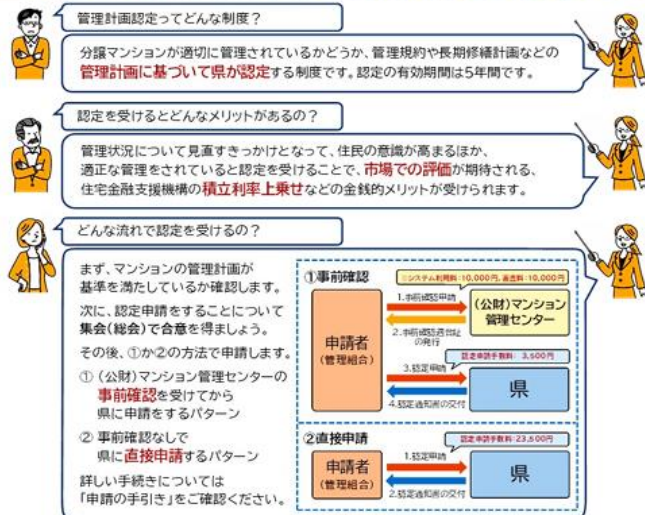 管理計画認定ってどんな制度？
分譲マンションが適切に管理されているかどうか、管理規約や長期修繕計画などの
管理計画に基づいて県が認定する制度です。認定の有効期間は5年間です。
認定を受けるとどんなメリットがあるの？
管理状況について見直すきっかけとなって、住民の意識が高まるほか、
適正な管理をされていると認定を受けることで、市場での評価が期待される、
住宅金融支援機構の積立利率上乗せなどの金銭的メリットが受けられます。
どんな流れで認定を受けるの？
まず、マンションの管理計画が
基準を満たしているか確認します。
次に、認定申請をすることについて
集会(総会)で合意を得ましょう。
その後、①か②の方法で申請します。
① (公財)マンション管理センターの
事前確認を受けてから
県に申請をするパターン
② 事前確認なしで
県に直接申請するパターン
詳しい手続きについては
「申請の手引き」をご確認ください。
①事前確認
システム利用料:10,000円、審査料:10,000円
申請者
(管理組合)
1.事前確認申請
2.事前確認適合証
の発行
(公財)マンション
管理センター
認定申請手数料: 3,600円
3.認定申請
4.認定通知書の交付
県
②直接申請
認定申請手数料:23,600円
申請者
(管理組合)
1.認定申請
2.認定通知書の交付
県